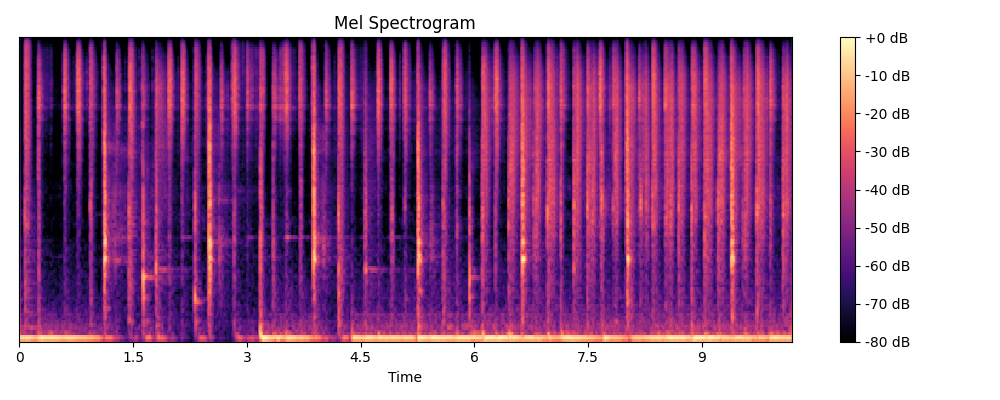 Mel Spectrogram
+0 dB
-10 dB
-20 dB
-30 dB
-40 dB
-50 dB
-60 dB
-70 dB
-80 dB
0 1.5 3 4.5 6 7.5 9
Time